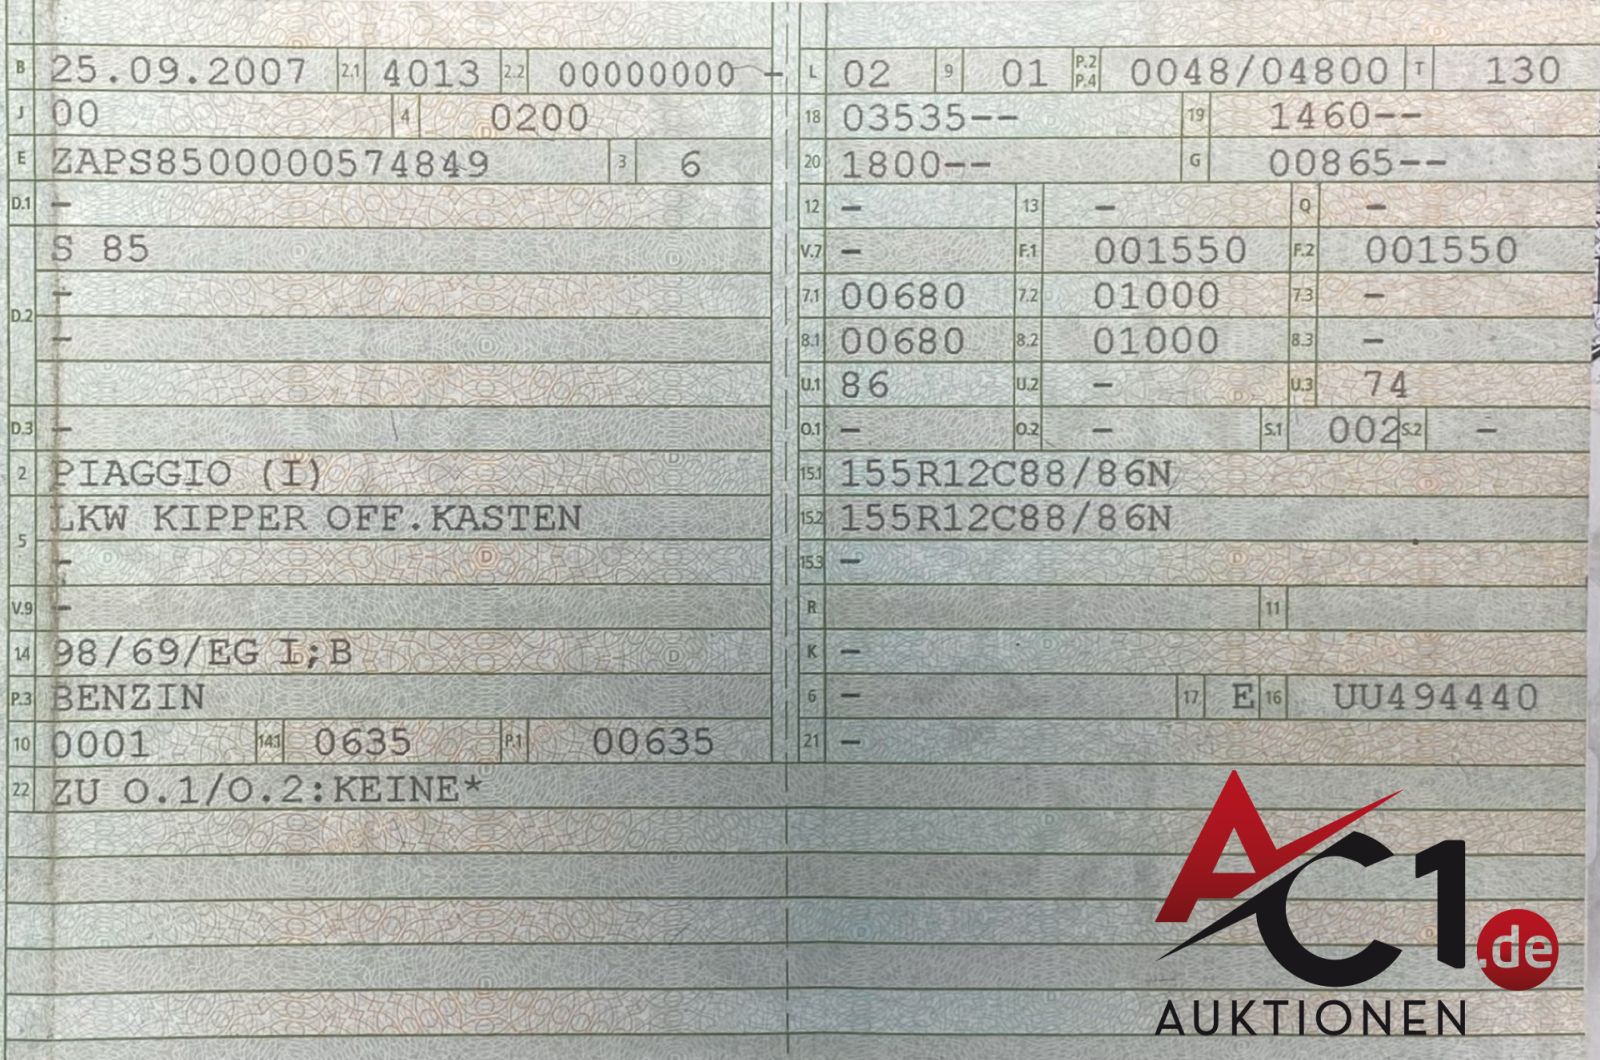 B 25.09.2007 2.1 4013 2.2 00000000 –
J 00 4 0200
E ZAPS8500000574849 3 6
D.1 –
S 85
D.2 –
–
D.3 –
2 PIAGGIO (I)
5 LKW KIPPER OFF.KASTEN
–
V.9 –
14 98/69/EG I;B
P.3 BENZIN
10 0001 14.1 0635 P.1 00635
22 ZU O.1/O.2:KEINE*
L 02 9 01 P.2 P.4 0048/04800 T 130
18 03535–– 19 1460––
20 1800–– G 00865––
12 – 13 – Q –
V.7 – F.1 001550 F.2 001550
7.1 00680 7.2 01000 7.3 –
8.1 00680 8.2 01000 8.3 –
U.1 86 U.2 – U.3 74
O.1 – O.2 – S.1 002 S.2 –
15.1 155R12C88/86N
15.2 155R12C88/86N
15.3 –
R 11
K –
6 – 17 E 16 UU494440
21 –
AC1.de
AUKTIONEN